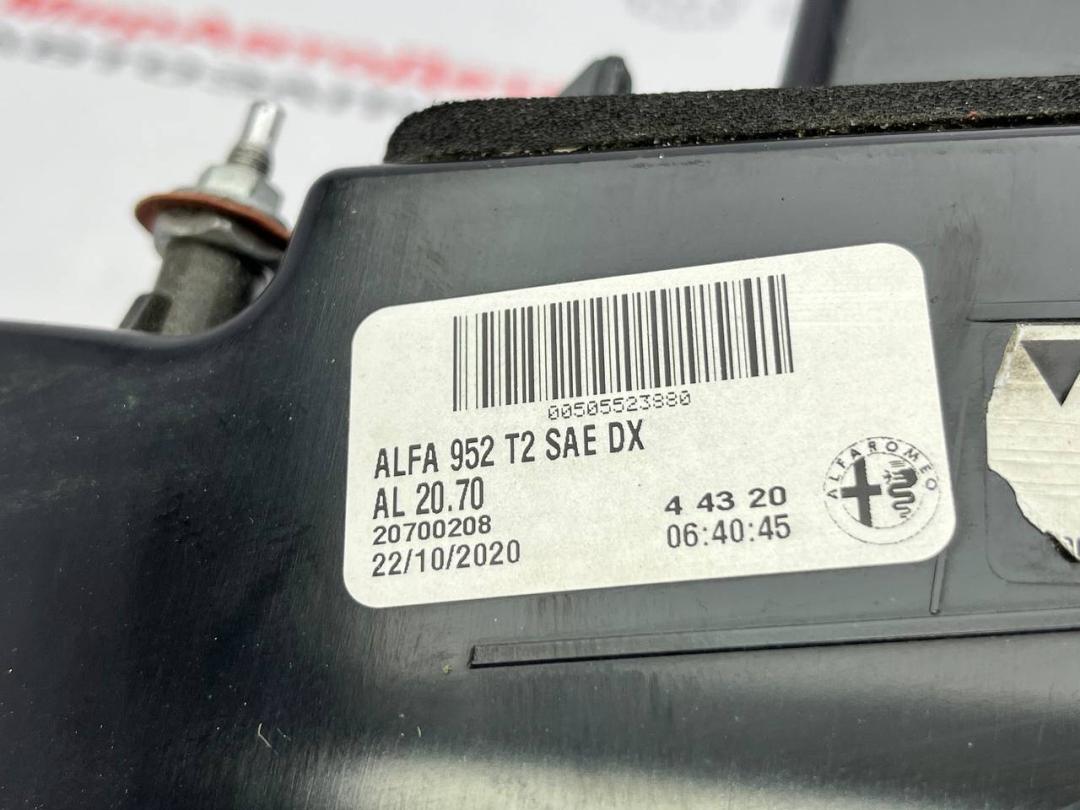 00505523880
ALFA 952 T2 SAE DX
AL 20.70
20700208
22/10/2020
4 43 20
06:40:45
ALFA ROMEO